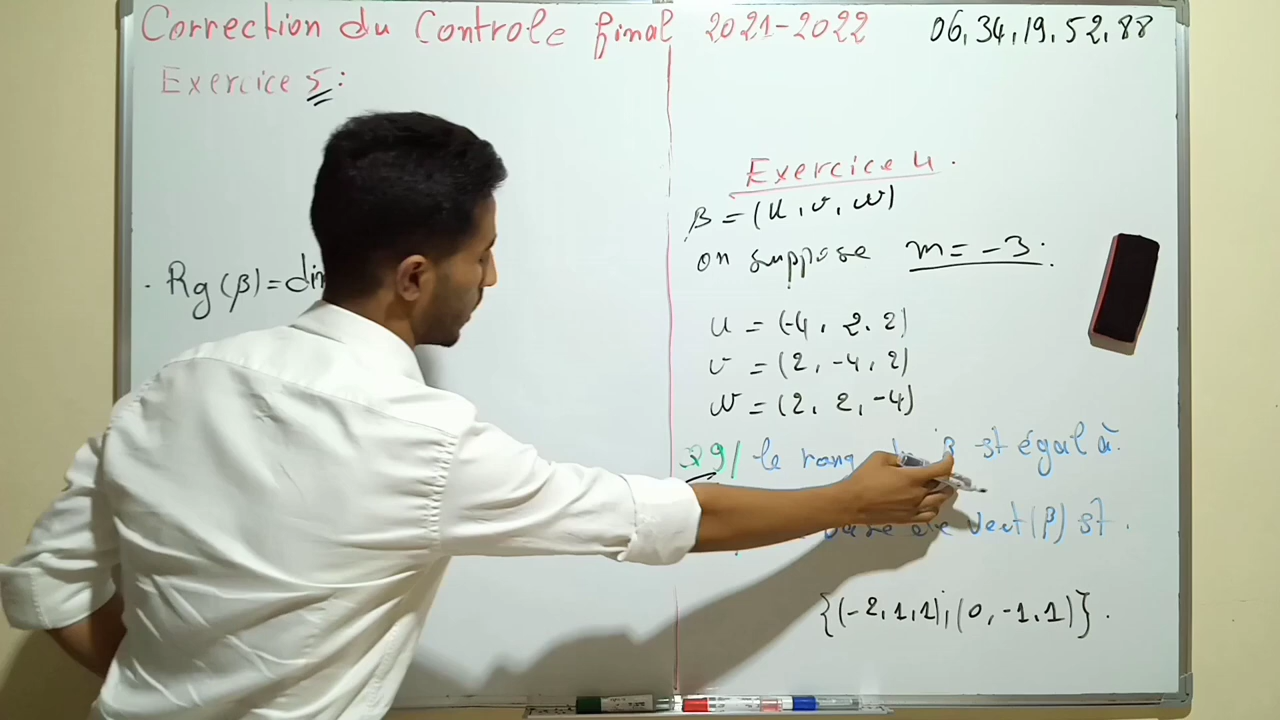 Correction du Controle final 2021-2022 06,34,19,52,88
Exercice 5:
. Rg(β)=dim
Exercice 4.
β = (u, v, w)
on suppose m = -3:
u = (-4, 2, 2)
v = (2, -4, 2)
w = (2, 2, -4)
29/ le rang β st égal à.
base de Vect(β) st.
{(-2,1,1);(0,-1,1)}.